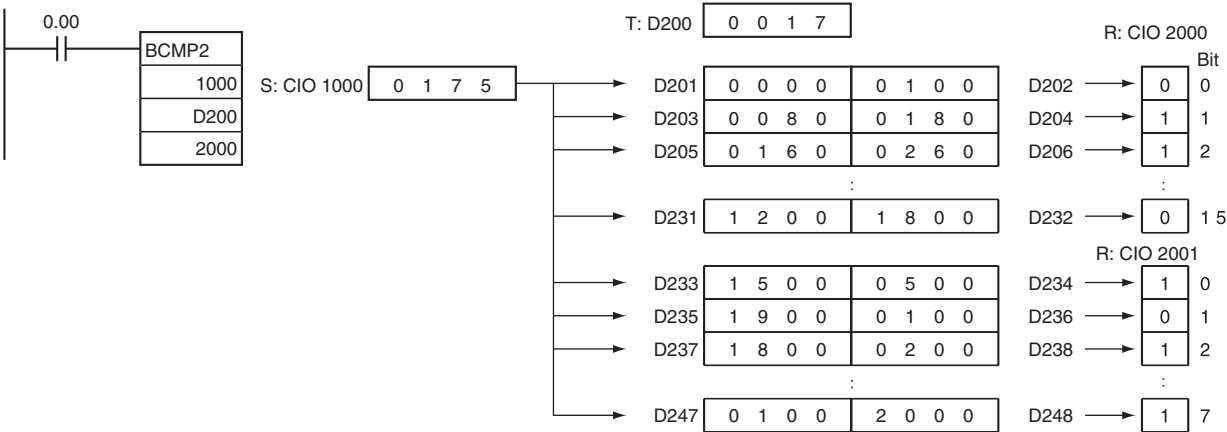 0.00
BCMP2
1000
D200
2000
S: CIO 1000 0 1 7 5
T: D200 0 0 1 7
R: CIO 2000
Bit
D201 0 0 0 0 0 1 0 0 D202 0 0
D203 0 0 8 0 0 1 8 0 D204 1 1
D205 0 1 6 0 0 2 6 0 D206 1 2
: :
D231 1 2 0 0 1 8 0 0 D232 0 1 5
R: CIO 2001
D233 1 5 0 0 0 5 0 0 D234 1 0
D235 1 9 0 0 0 1 0 0 D236 0 1
D237 1 8 0 0 0 2 0 0 D238 1 2
: :
D247 0 1 0 0 2 0 0 0 D248 1 7